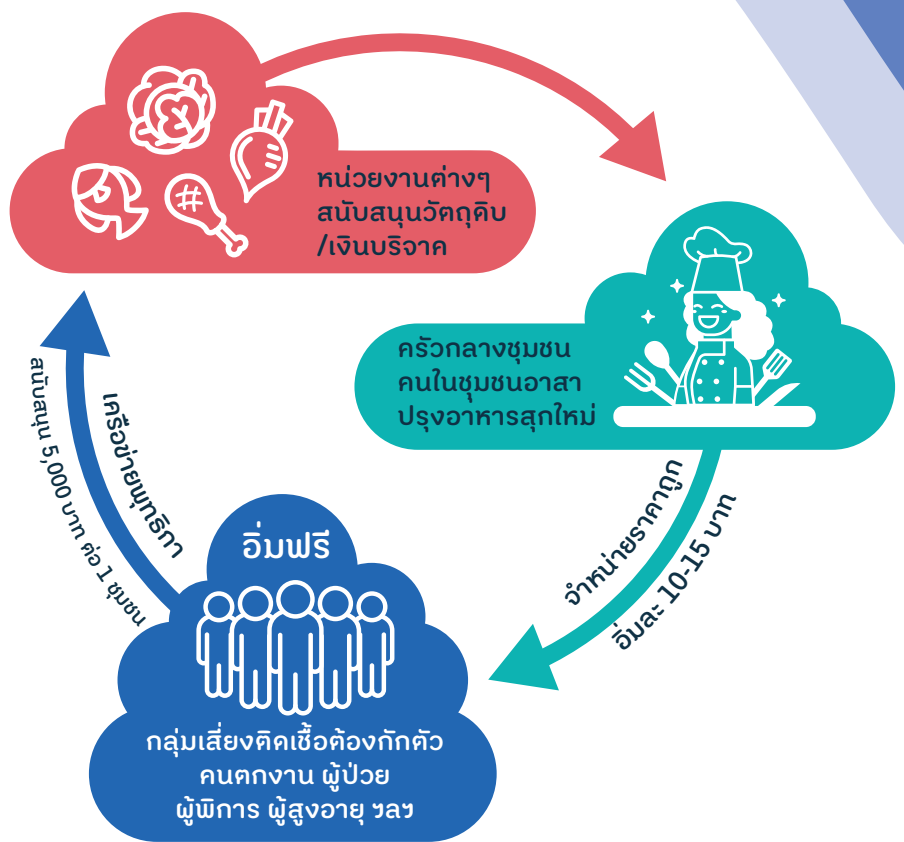 หน่วยงานต่างๆ
สนับสนุนวัตถุดิบ
/เงินบริจาค
ครัวกลางชุมชน
คนในชุมชนอาสา
ปรุงอาหารสุกใหม่
จำหน่ายราคาถูก
อิ่มละ 10-15 บาท
อิ่มฟรี
กลุ่มเสี่ยงติดเชื้อต้องกักตัว
คนตกงาน ผู้ป่วย
ผู้พิการ ผู้สูงอายุ ฯลฯ
เครือข่ายพุทธิกา
สนับสนุน 5,000 บาท ต่อ 1 ชุมชน